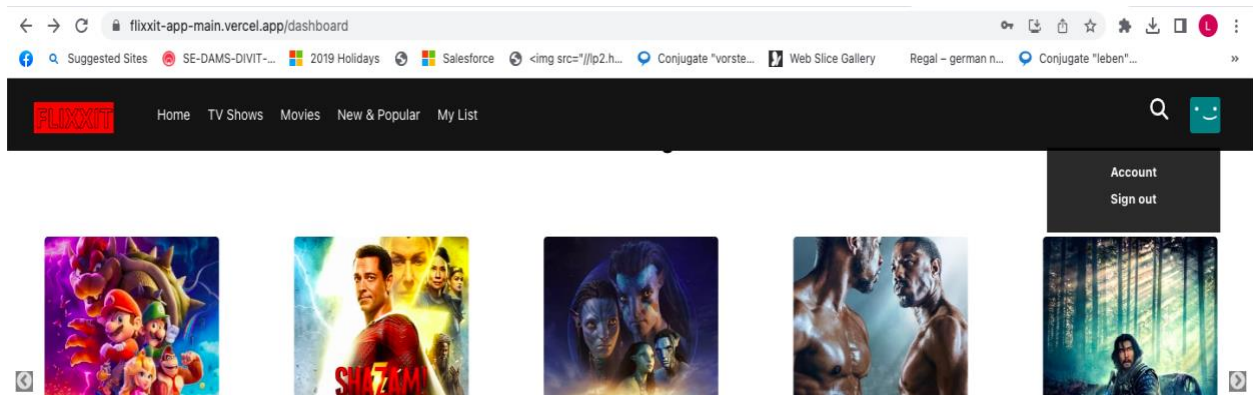 flixxit-app-main.vercel.app/dashboard
Suggested Sites SE-DAMS-DIVIT-... 2019 Holidays Salesforce <img src="//lp2.h... Conjugate "vorste... Web Slice Gallery Regal – german n... Conjugate "leben"... »
L
FLIXXIT Home TV Shows Movies New & Popular My List
Account
Sign out
SHAZAM!